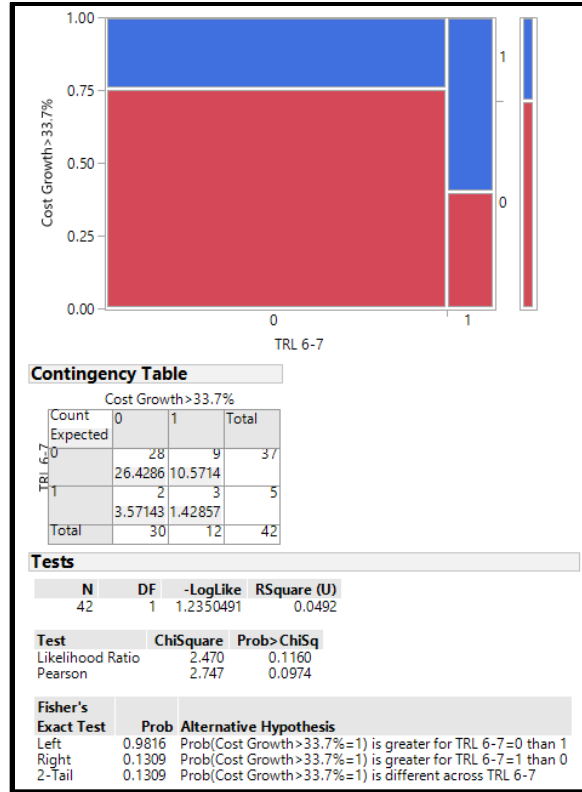 1.00
0.75
0.50
0.25
0.00
Cost Growth>33.7%
1
0
0 1
TRL 6-7
Contingency Table
Cost Growth>33.7%
TRL 6-7
Count 0 1 Total
Expected
0 28 9 37
26.4286 10.5714
1 2 3 5
3.57143 1.42857
Total 30 12 42
Tests
N DF -LogLike RSquare (U)
42 1 1.2350491 0.0492
Test ChiSquare Prob>ChiSq
Likelihood Ratio 2.470 0.1160
Pearson 2.747 0.0974
Fisher's
Exact Test Prob Alternative Hypothesis
Left 0.9816 Prob(Cost Growth>33.7%=1) is greater for TRL 6-7=0 than 1
Right 0.1309 Prob(Cost Growth>33.7%=1) is greater for TRL 6-7=1 than 0
2-Tail 0.1309 Prob(Cost Growth>33.7%=1) is different across TRL 6-7